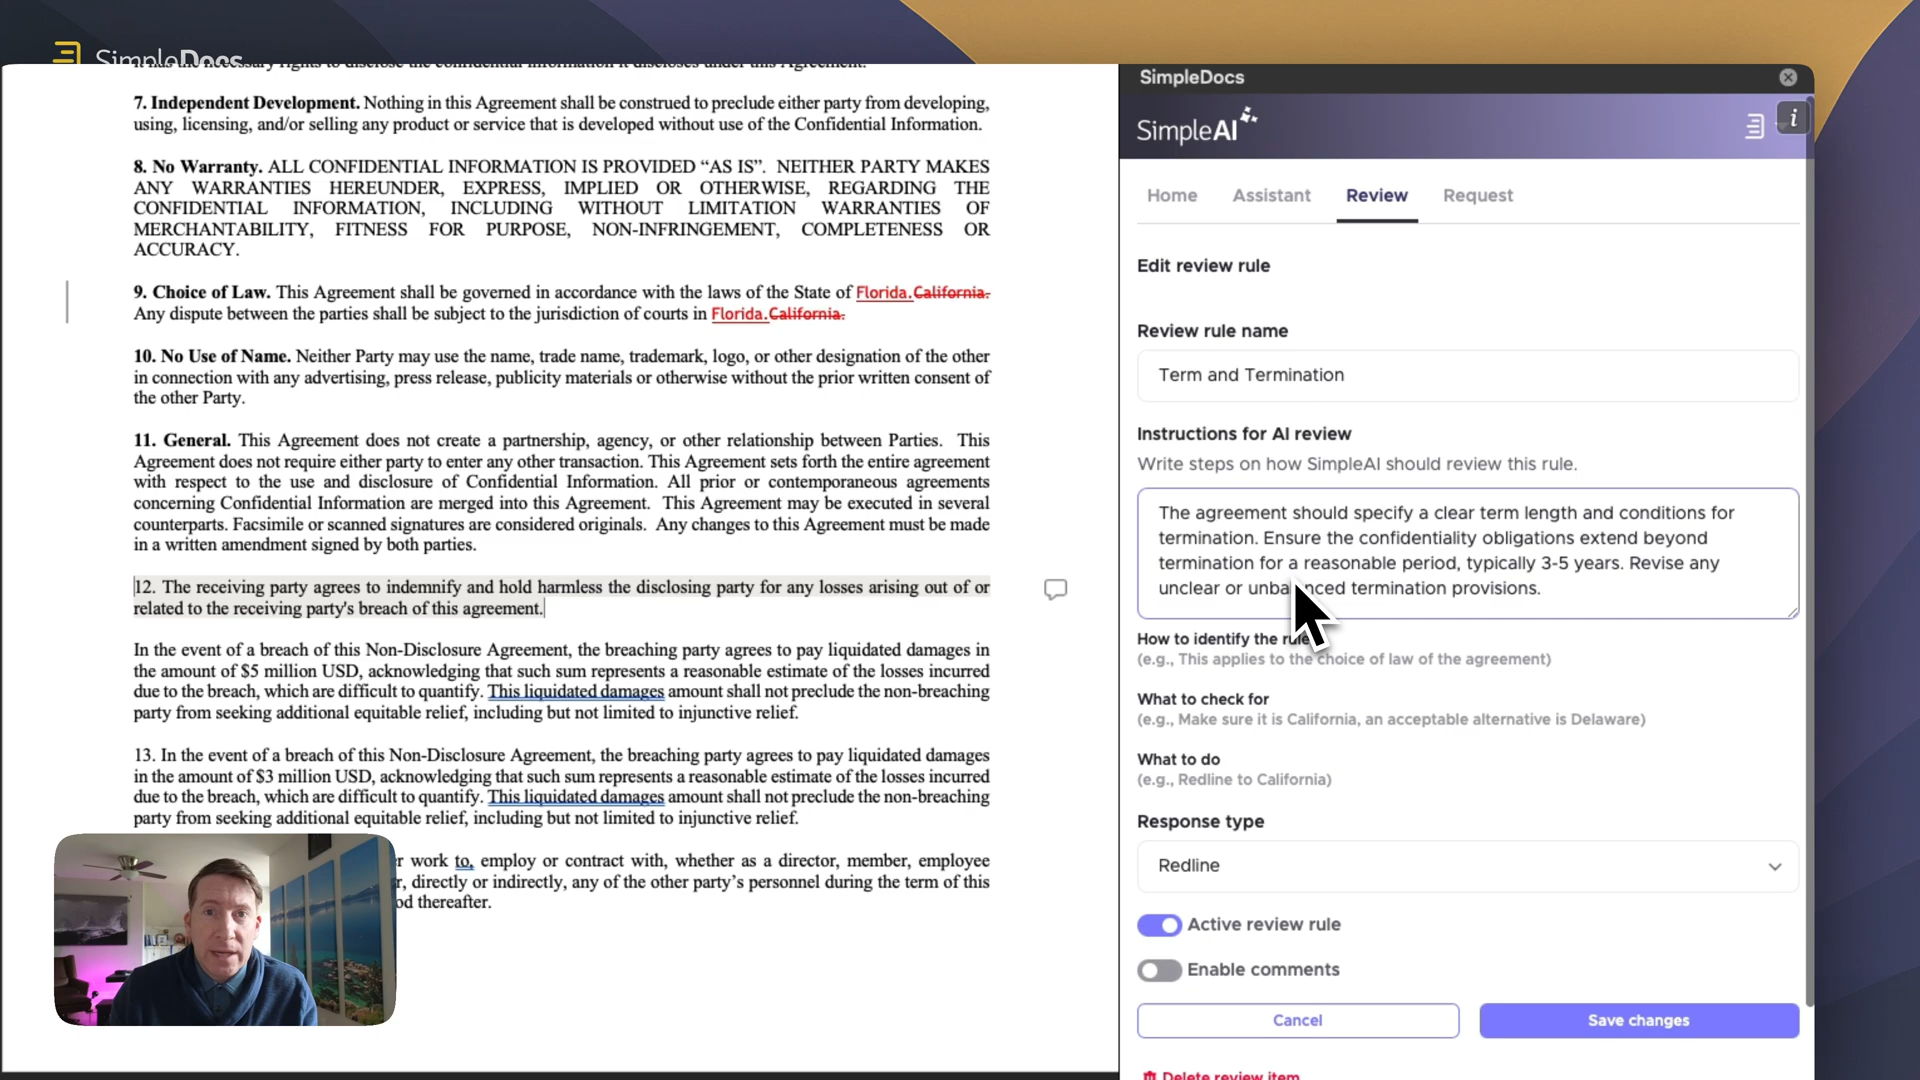 SimpleDocs
it has the necessary rights to disclose the confidential information it discloses under this Agreement.
7. Independent Development. Nothing in this Agreement shall be construed to preclude either party from developing,
using, licensing, and/or selling any product or service that is developed without use of the Confidential Information.
8. No Warranty. ALL CONFIDENTIAL INFORMATION IS PROVIDED “AS IS”. NEITHER PARTY MAKES
ANY WARRANTIES HEREUNDER, EXPRESS, IMPLIED OR OTHERWISE, REGARDING THE
CONFIDENTIAL INFORMATION, INCLUDING WITHOUT LIMITATION WARRANTIES OF
MERCHANTABILITY, FITNESS FOR PURPOSE, NON-INFRINGEMENT, COMPLETENESS OR
ACCURACY.
9. Choice of Law. This Agreement shall be governed in accordance with the laws of the State of Florida.California.
Any dispute between the parties shall be subject to the jurisdiction of courts in Florida.California.
10. No Use of Name. Neither Party may use the name, trade name, trademark, logo, or other designation of the other
in connection with any advertising, press release, publicity materials or otherwise without the prior written consent of
the other Party.
11. General. This Agreement does not create a partnership, agency, or other relationship between Parties. This
Agreement does not require either party to enter any other transaction. This Agreement sets forth the entire agreement
with respect to the use and disclosure of Confidential Information. All prior or contemporaneous agreements
concerning Confidential Information are merged into this Agreement. This Agreement may be executed in several
counterparts. Facsimile or scanned signatures are considered originals. Any changes to this Agreement must be made
in a written amendment signed by both parties.
12. The receiving party agrees to indemnify and hold harmless the disclosing party for any losses arising out of or
related to the receiving party's breach of this agreement.
In the event of a breach of this Non-Disclosure Agreement, the breaching party agrees to pay liquidated damages in
the amount of $5 million USD, acknowledging that such sum represents a reasonable estimate of the losses incurred
due to the breach, which are difficult to quantify. This liquidated damages amount shall not preclude the non-breaching
party from seeking additional equitable relief, including but not limited to injunctive relief.
13. In the event of a breach of this Non-Disclosure Agreement, the breaching party agrees to pay liquidated damages
in the amount of $3 million USD, acknowledging that such sum represents a reasonable estimate of the losses incurred
due to the breach, which are difficult to quantify. This liquidated damages amount shall not preclude the non-breaching
party from seeking additional equitable relief, including but not limited to injunctive relief.
work to, employ or contract with, whether as a director, member, employee
directly or indirectly, any of the other party’s personnel during the term of this
thereafter.
SimpleDocs
SimpleAI
Home Assistant Review Request
Edit review rule
Review rule name
Term and Termination
Instructions for AI review
Write steps on how SimpleAI should review this rule.
The agreement should specify a clear term length and conditions for
termination. Ensure the confidentiality obligations extend beyond
termination for a reasonable period, typically 3-5 years. Revise any
unclear or unbalanced termination provisions.
How to identify the rule
(e.g., This applies to the choice of law of the agreement)
What to check for
(e.g., Make sure it is California, an acceptable alternative is Delaware)
What to do
(e.g., Redline to California)
Response type
Redline
Active review rule
Enable comments
Cancel
Save changes
Delete review item